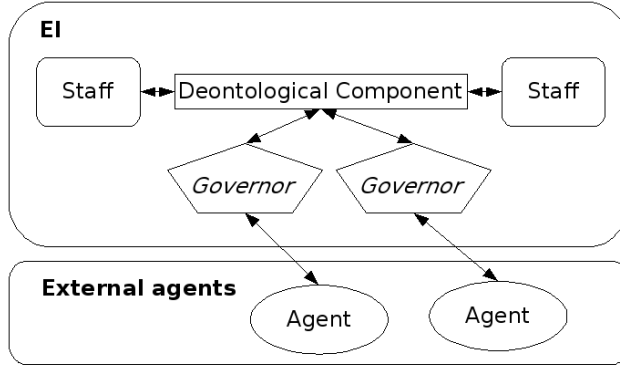 EI
Staff
Deontological Component
Staff
Governor
Governor
External agents
Agent
Agent